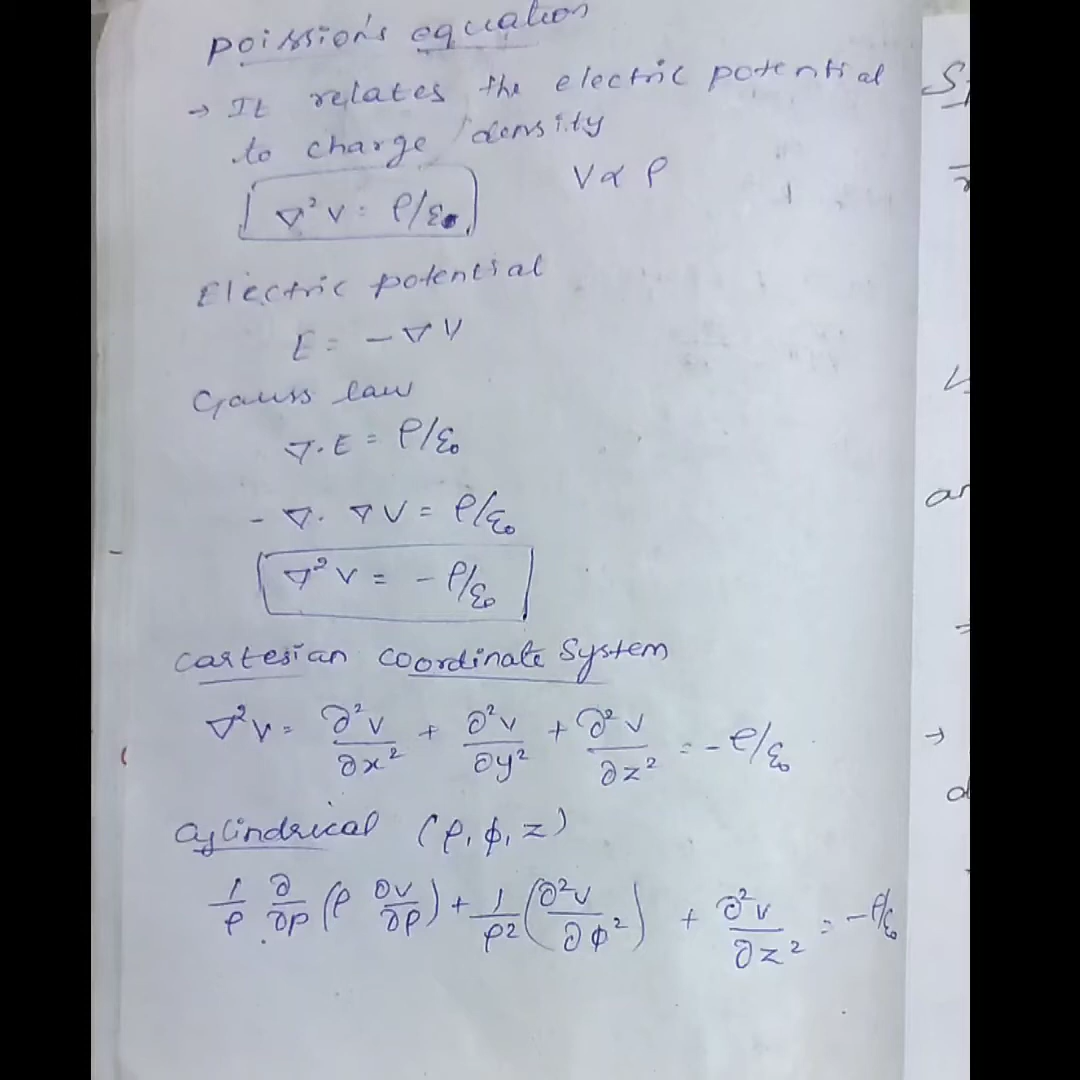 poission's equation
→ It relates the electric potential
to charge density
V ∝ ρ
∇²V = ρ/ε₀
Electric potential
E = -∇V
Gauss law
∇.E = ρ/ε₀
-∇.∇V = ρ/ε₀
∇²V = -ρ/ε₀
cartesian coordinate System
∇²V = ∂²V/∂x² + ∂²V/∂y² + ∂²V/∂z² = -ρ/ε₀
Cylindrical (ρ, φ, z)
1/ρ ∂/∂ρ (ρ ∂V/∂ρ) + 1/ρ² (∂²V/∂φ²) + ∂²V/∂z² = -ρ/ε₀